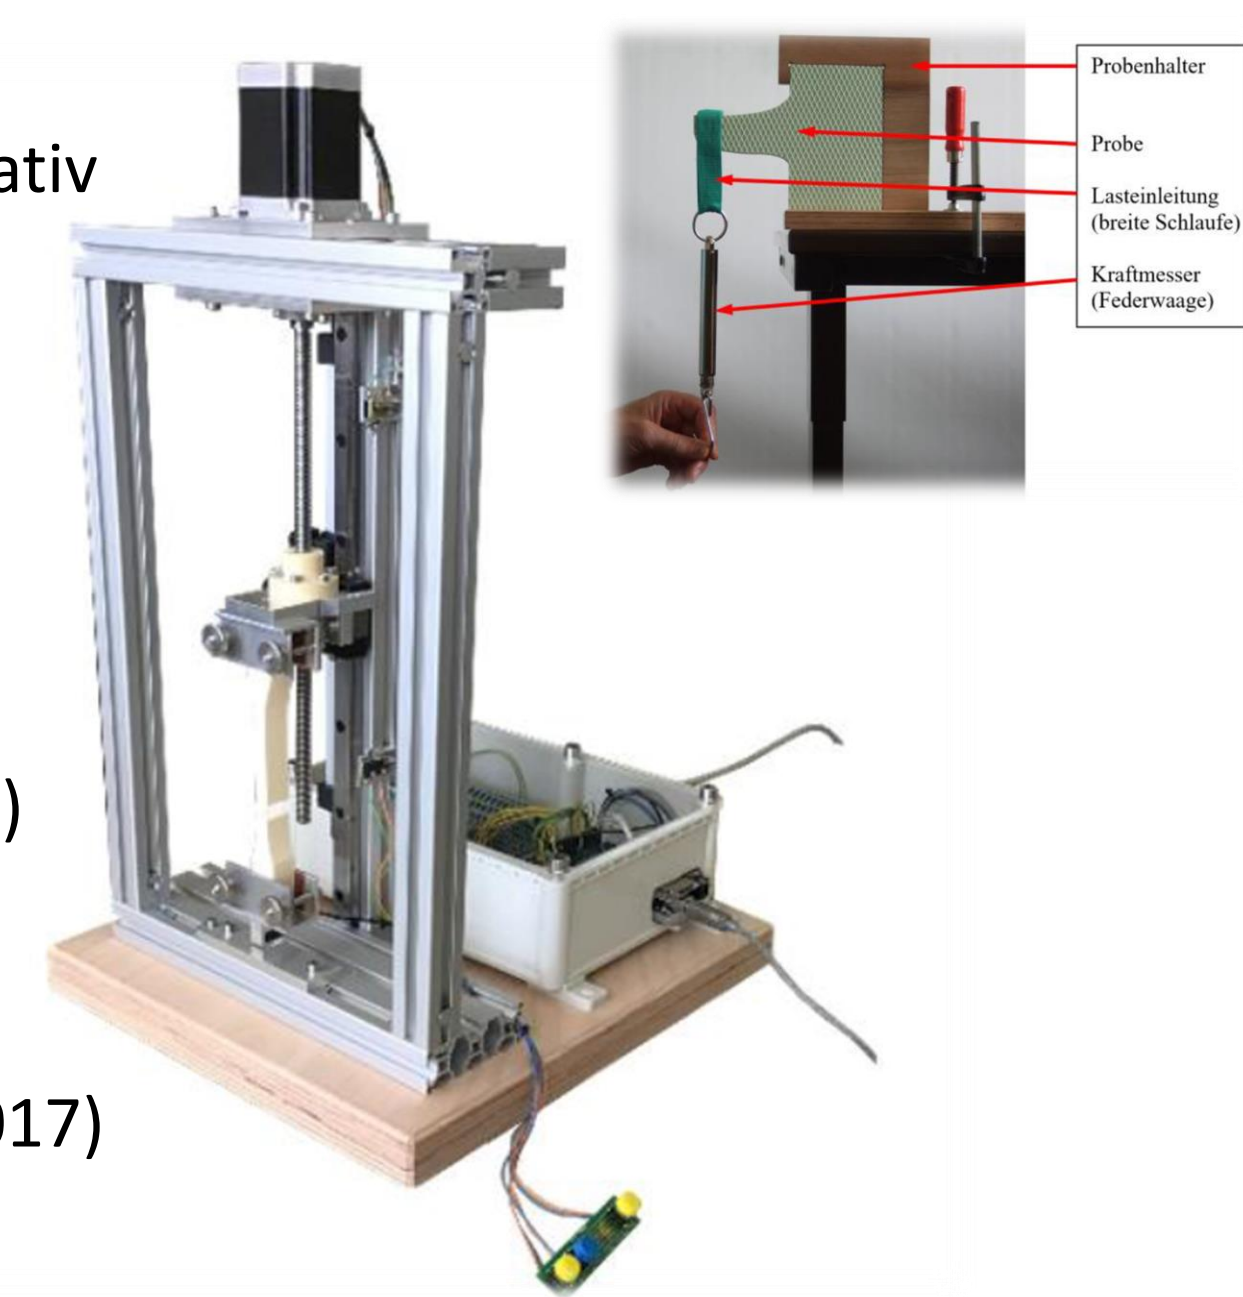 ativ
Probenhalter
Probe
Lasteinleitung
(breite Schlaufe)
Kraftmesser
(Federwaage)
)
017)